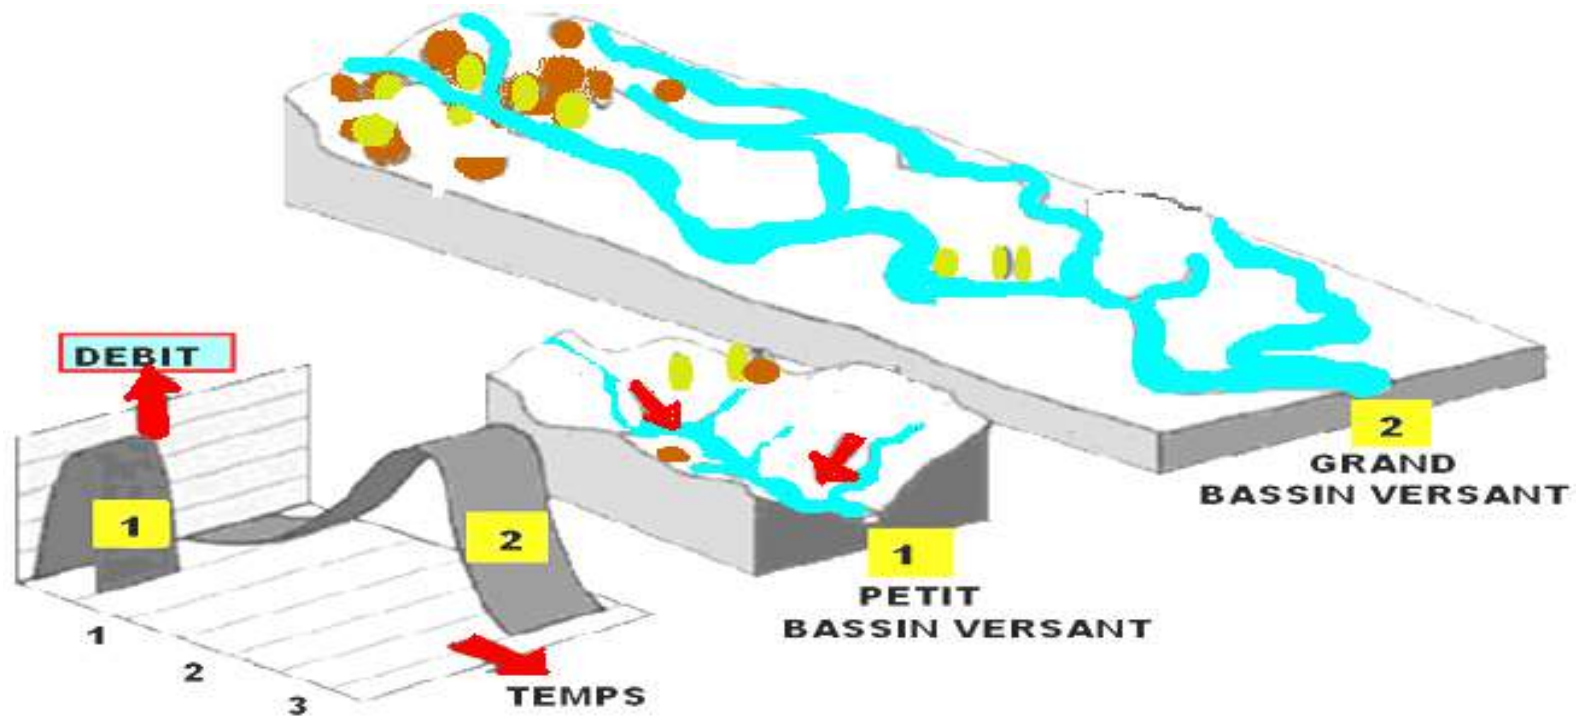 DEBIT
1
2
1
2
3
TEMPS
1
PETIT
BASSIN VERSANT
2
GRAND
BASSIN VERSANT